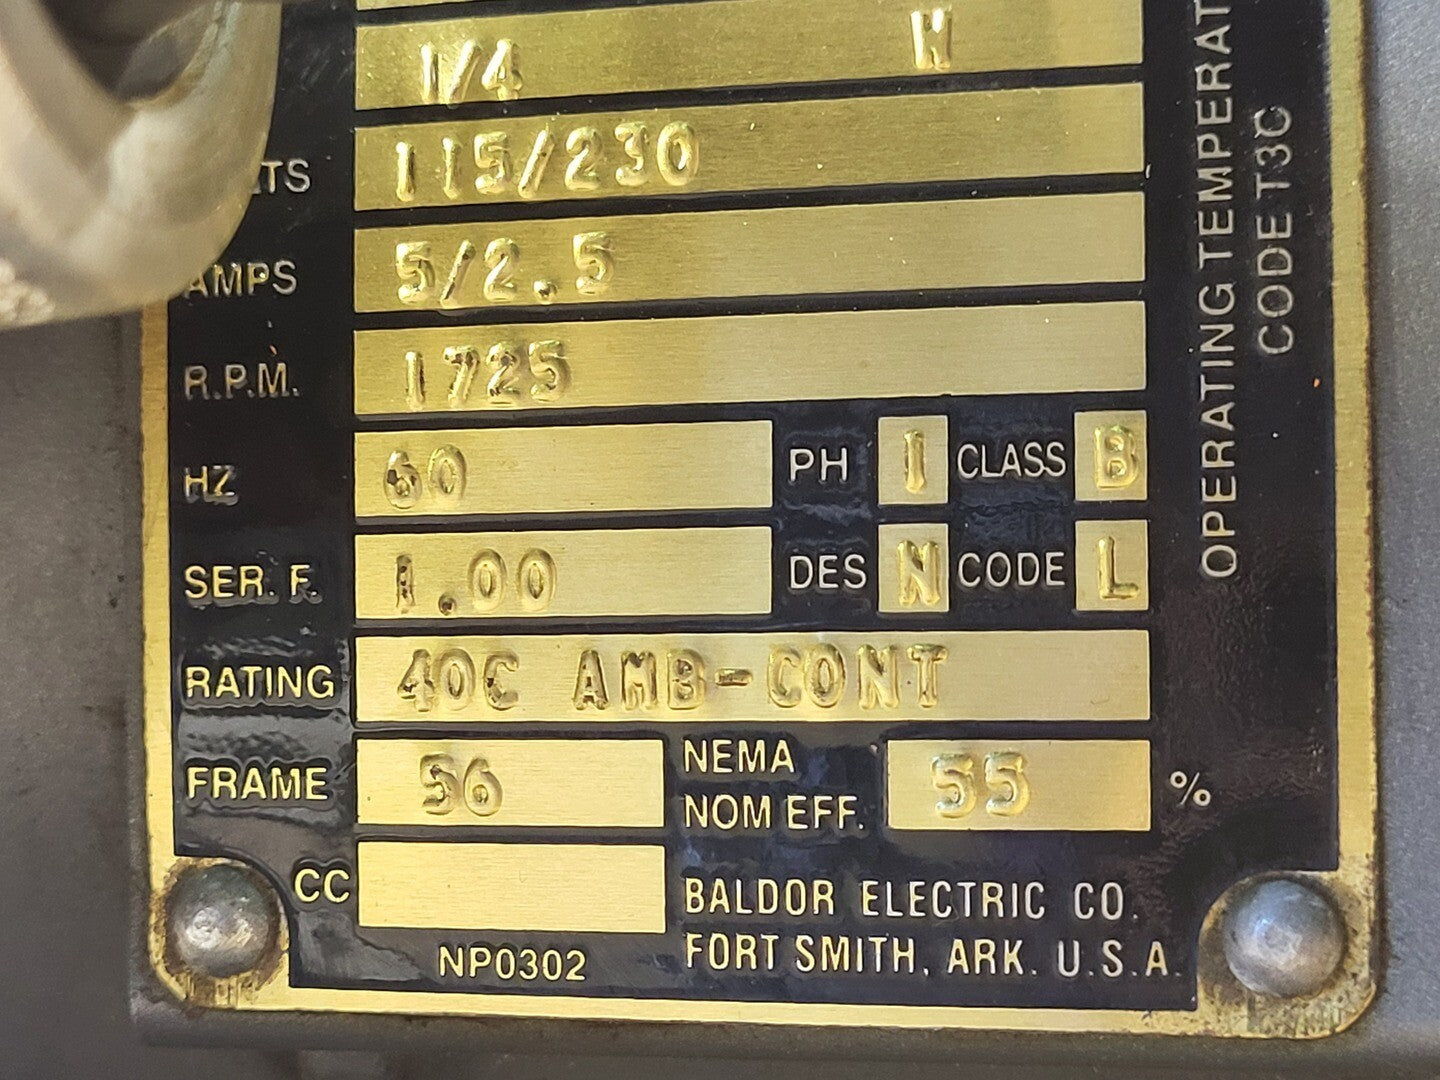 1/4 H
115/230
AMPS 5/2.5
R.P.M. 1725
HZ 60 PH 1 CLASS B
SER. F. 1.00 DES N CODE L
RATING 40C AMB-CONT
FRAME 56 NEMA NOM EFF. 55 %
CC
BALDOR ELECTRIC CO.
NP0302 FORT SMITH, ARK. U.S.A.
OPERATING
CODE T3C